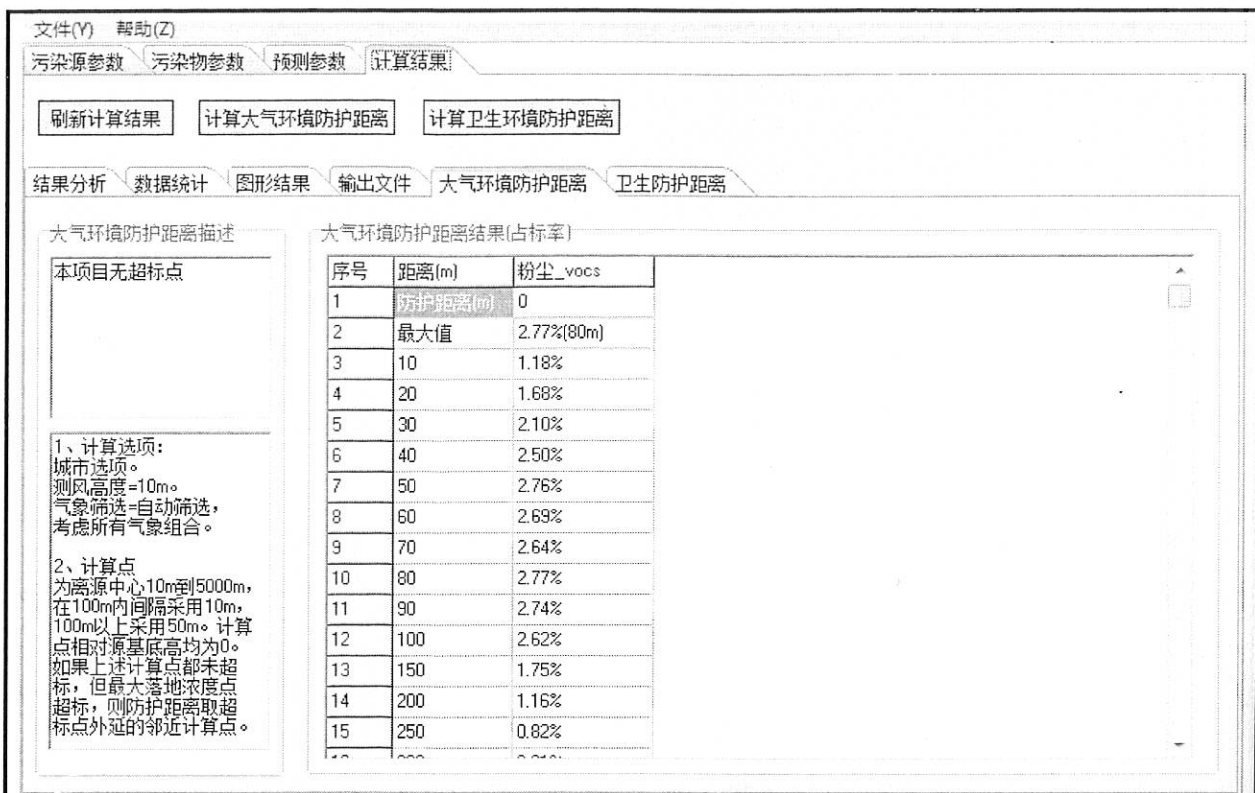 文件(Y) 帮助(Z)
污染源参数 污染物参数 预测参数 计算结果
刷新计算结果 计算大气环境防护距离 计算卫生环境防护距离
结果分析 数据统计 图形结果 输出文件 大气环境防护距离 卫生防护距离
大气环境防护距离描述
本项目无超标点
1、计算选项:
城市选项。
测风高度=10m。
气象筛选=自动筛选,
考虑所有气象组合。
2、计算点
为离源中心10m到5000m,
在100m内间隔采用10m,
100m以上采用50m。计算
点相对源基底高均为0。
如果上述计算点都未超
标,但最大落地浓度点
超标,则防护距离取超
标点外延的邻近计算点。
大气环境防护距离结果(占标率)
序号 距离(m) 粉尘_vocs
1 防护距离(m) 0
2 最大值 2.77%(80m)
3 10 1.18%
4 20 1.68%
5 30 2.10%
6 40 2.50%
7 50 2.76%
8 60 2.69%
9 70 2.64%
10 80 2.77%
11 90 2.74%
12 100 2.62%
13 150 1.75%
14 200 1.16%
15 250 0.82%